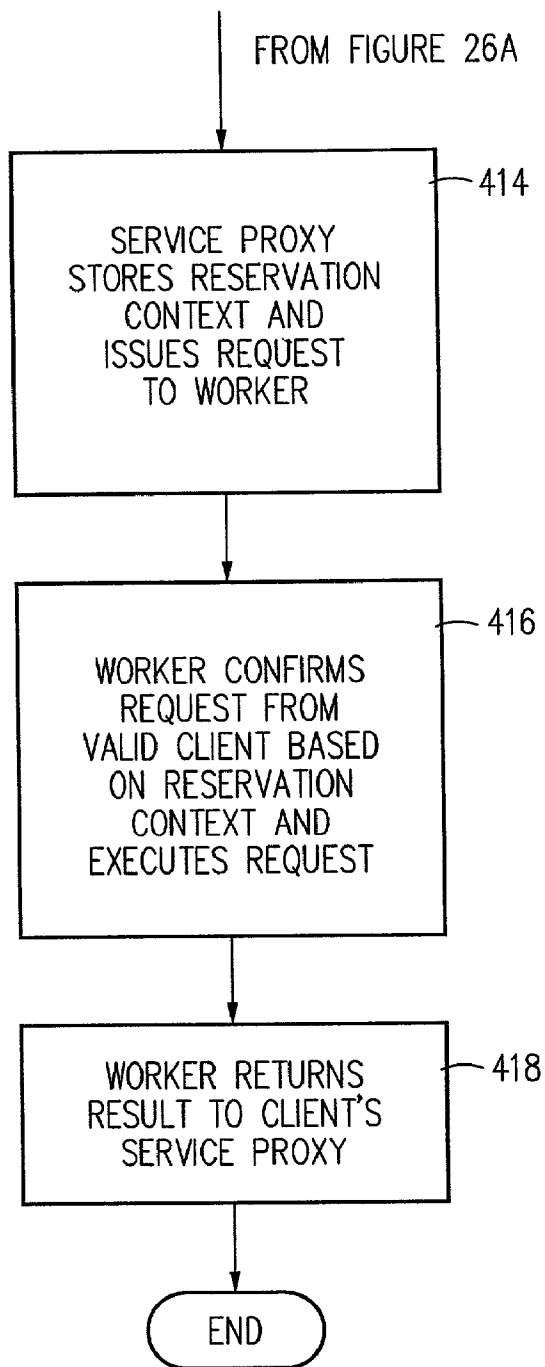 FROM FIGURE 26A
414
SERVICE PROXY
STORES RESERVATION
CONTEXT AND
ISSUES REQUEST
TO WORKER
416
WORKER CONFIRMS
REQUEST FROM
VALID CLIENT BASED
ON RESERVATION
CONTEXT AND
EXECUTES REQUEST
418
WORKER RETURNS
RESULT TO CLIENT'S
SERVICE PROXY
END